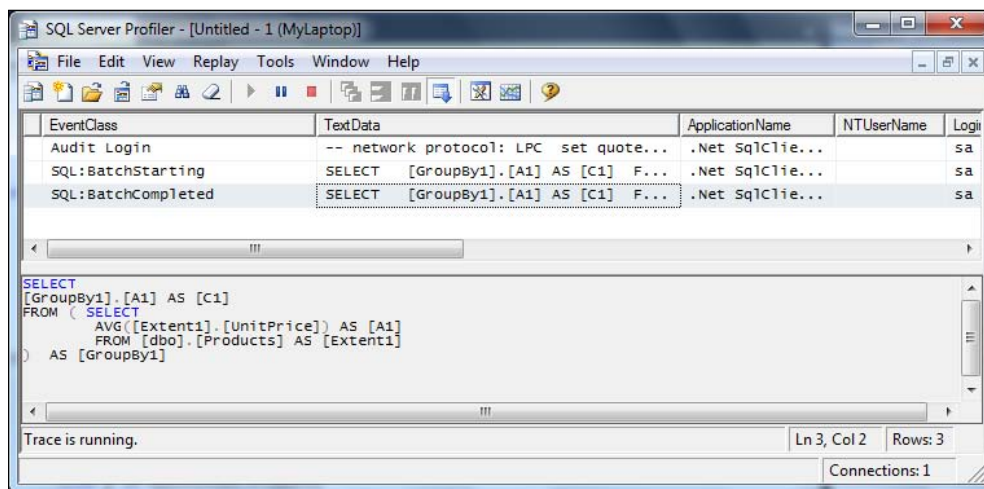 SQL Server Profiler - [Untitled - 1 (MyLaptop)]
File Edit View Replay Tools Window Help
EventClass TextData ApplicationName NTUserName Login
Audit Login -- network protocol: LPC set quote... .Net SqlClie... sa
SQL:BatchStarting SELECT [GroupBy1].[A1] AS [C1] F... .Net SqlClie... sa
SQL:BatchCompleted SELECT [GroupBy1].[A1] AS [C1] F... .Net SqlClie... sa
SELECT
[GroupBy1].[A1] AS [C1]
FROM ( SELECT
AVG([Extent1].[UnitPrice]) AS [A1]
FROM [dbo].[Products] AS [Extent1]
) AS [GroupBy1]
Trace is running. Ln 3, Col 2 Rows: 3
Connections: 1